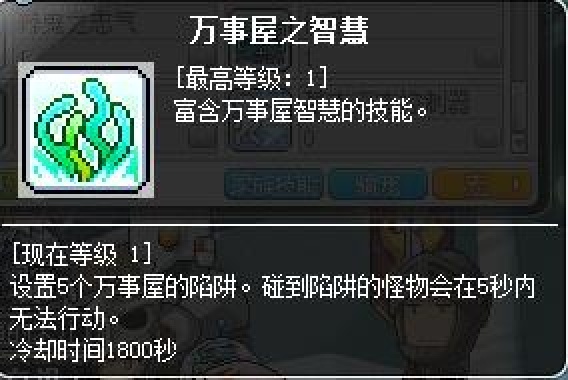 万事屋之智慧
[最高等级：1]
富含万事屋智慧的技能。
[现在等级 1]
设置5个万事屋的陷阱。碰到陷阱的怪物会在5秒内
无法行动。
冷却时间1800秒